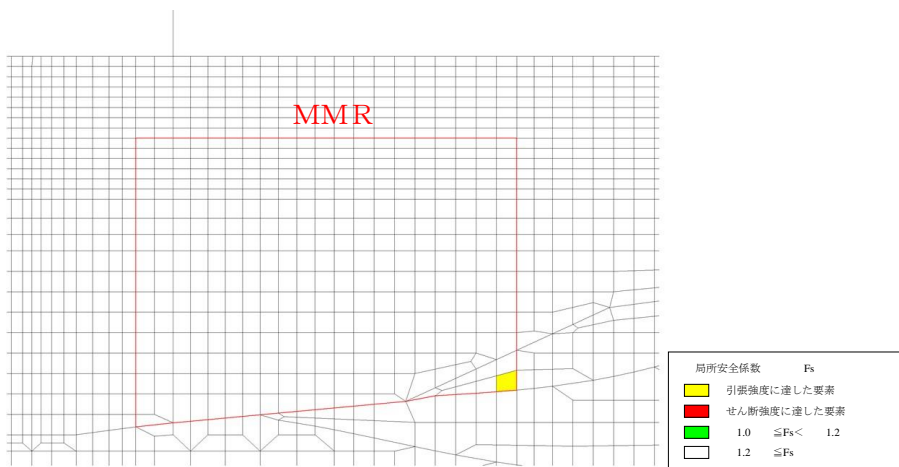 MMR
局所安全係数 Fs
引張強度に達した要素
せん断強度に達した要素
1.0 ≦Fs＜ 1.2
1.2 ≦Fs